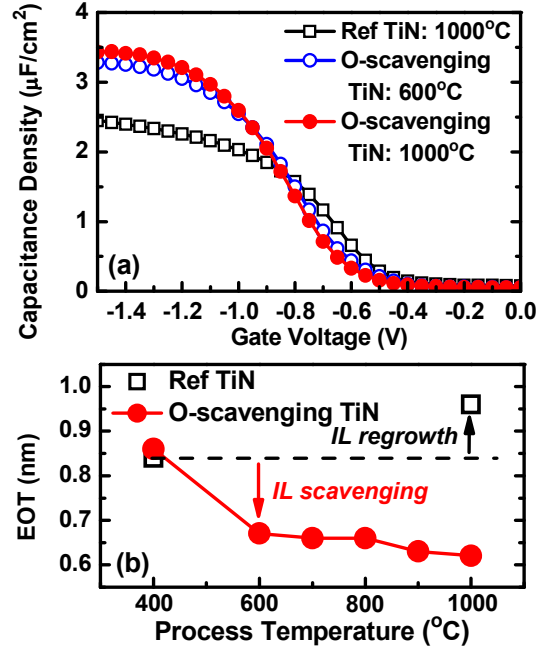 Ref TiN: 1000°C
O-scavenging
TiN: 600°C
O-scavenging
TiN: 1000°C
Capacitance Density (μF/cm²)
4
3
2
1
0
(a)
-1.4 -1.2 -1.0 -0.8 -0.6 -0.4 -0.2 0.0
Gate Voltage (V)
Ref TiN
O-scavenging TiN
IL regrowth
IL scavenging
EOT (nm)
1.0
0.9
0.8
0.7
0.6
(b)
400 600 800 1000
Process Temperature (°C)